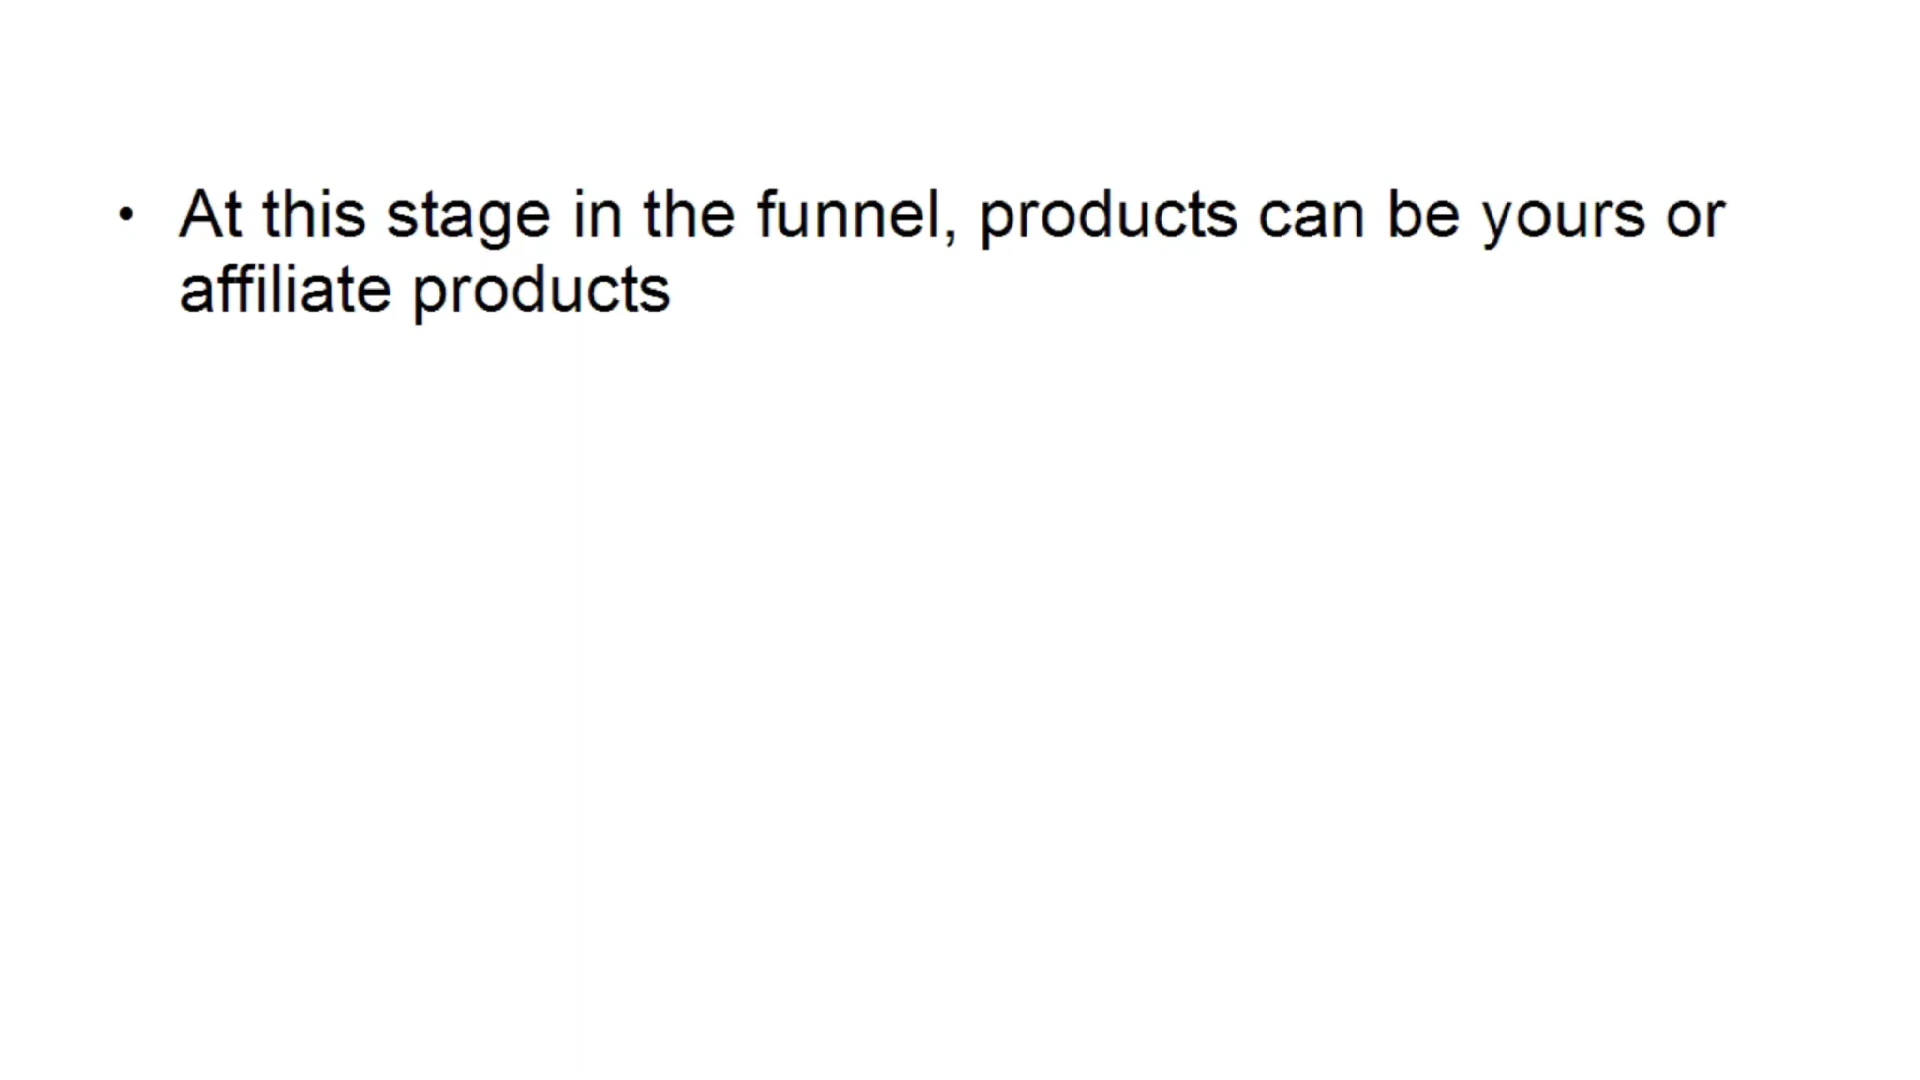 • At this stage in the funnel, products can be yours or
affiliate products